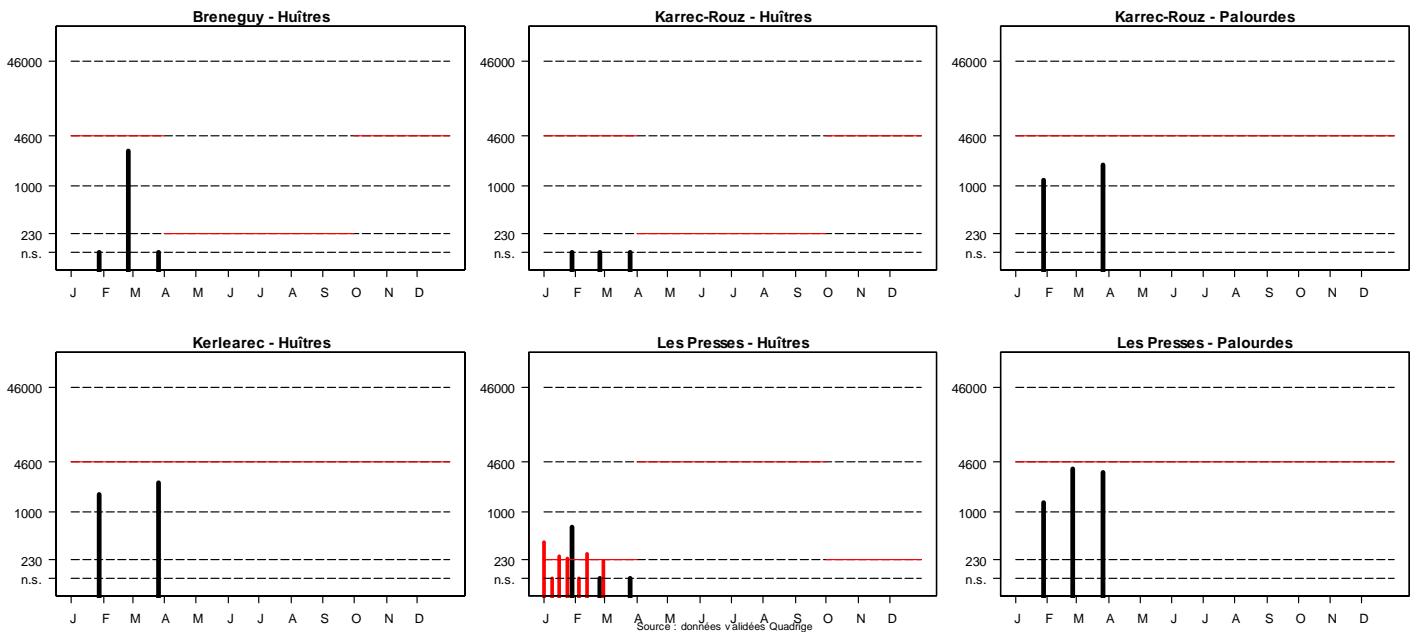 Breneguy - Huîtres
46000
4600
1000
230
n.s.
J F M A M J J A S O N D
Karrec-Rouz - Huîtres
46000
4600
1000
230
n.s.
J F M A M J J A S O N D
Karrec-Rouz - Palourdes
46000
4600
1000
230
n.s.
J F M A M J J A S O N D
Kerlearec - Huîtres
46000
4600
1000
230
n.s.
J F M A M J J A S O N D
Les Presses - Huîtres
46000
4600
1000
230
n.s.
J F M A M J J A S O N D
Les Presses - Palourdes
46000
4600
1000
230
n.s.
J F M A M J J A S O N D
Source : données validées Quadrige